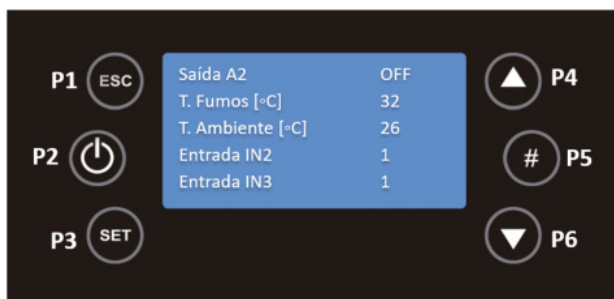 P1 ESC
P2
P3 SET
Saída A2 OFF
T. Fumos [◦C] 32
T. Ambiente [◦C] 26
Entrada IN2 1
Entrada IN3 1
P4
# P5
P6